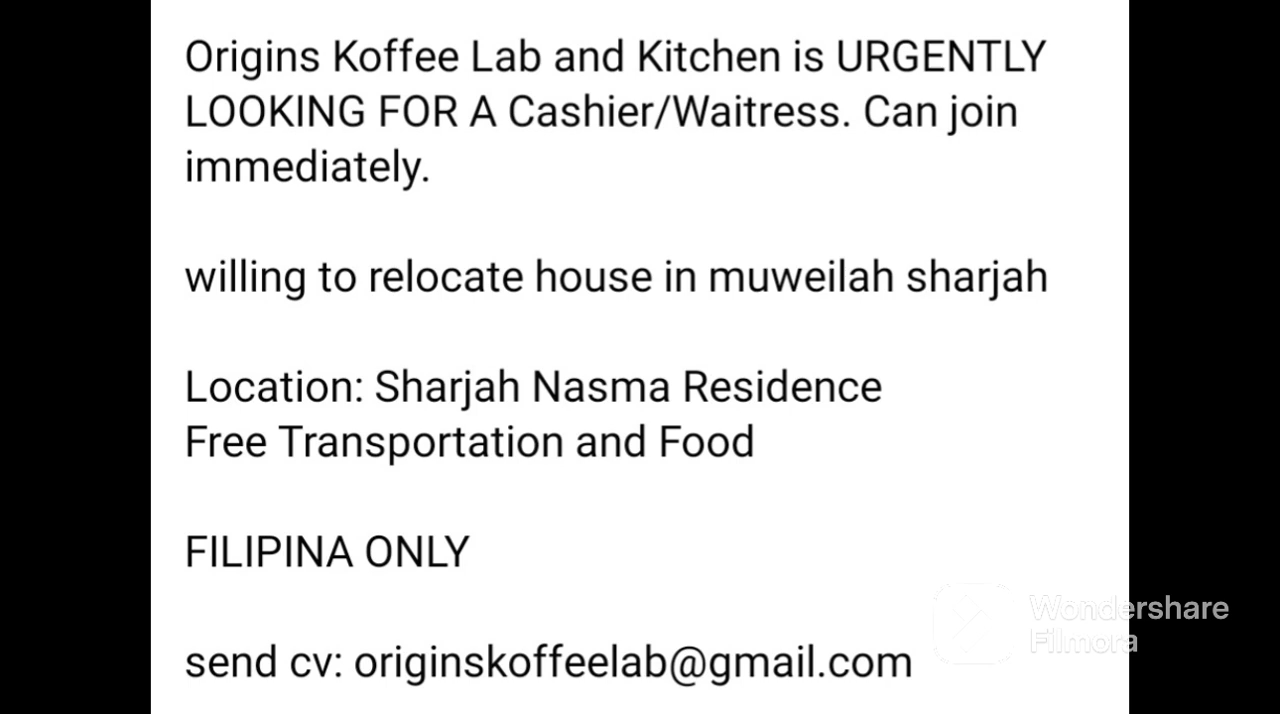 Origins Koffee Lab and Kitchen is URGENTLY
LOOKING FOR A Cashier/Waitress. Can join
immediately.
willing to relocate house in muweilah sharjah
Location: Sharjah Nasma Residence
Free Transportation and Food
FILIPINA ONLY
send cv: originskoffeelab@gmail.com
Wondershare
Filmora